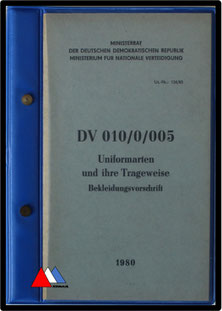 MINISTERRAT
DER DEUTSCHEN DEMOKRATISCHEN REPUBLIK
MINISTERIUM FÜR NATIONALE VERTEIDIGUNG
DV 010/0/005
Uniformarten
und ihre Trageweise
Bekleidungsvorschrift
1980